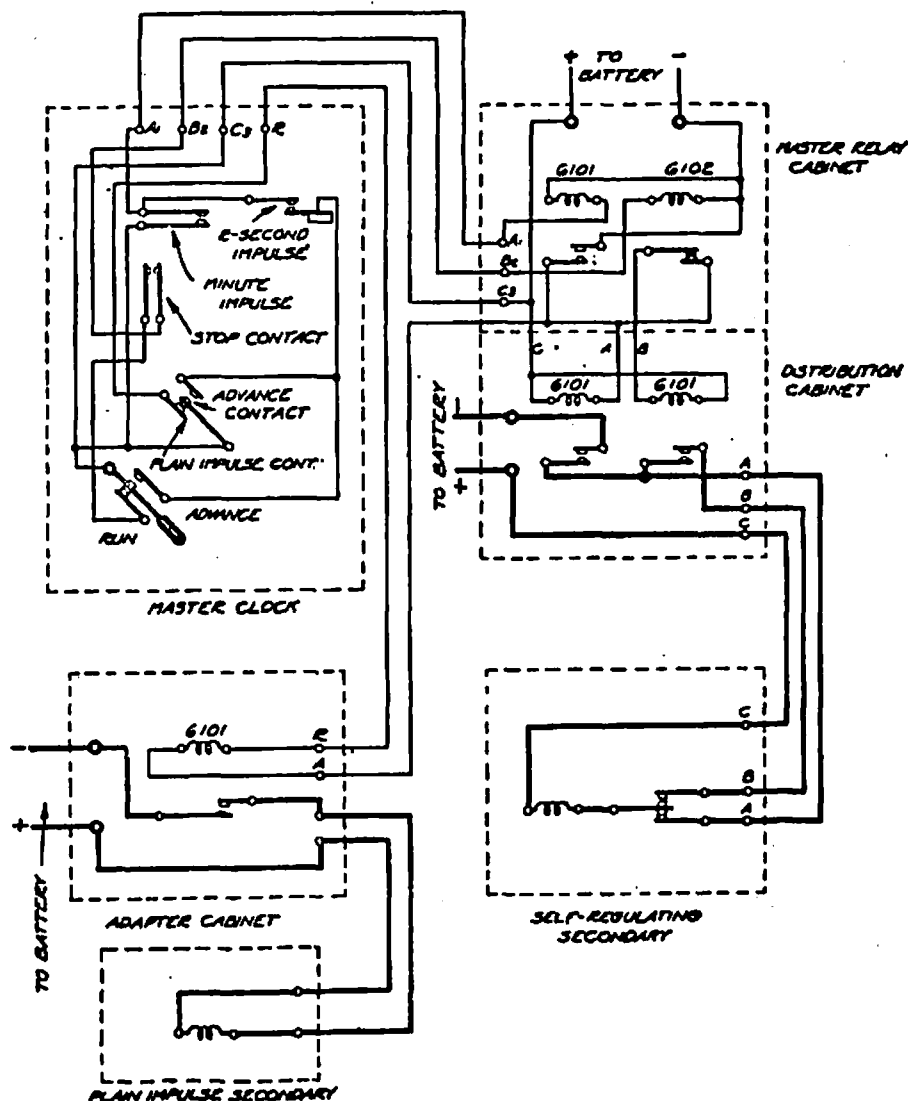 + TO -
BATTERY
A1 B2 C3 R
MASTER RELAY
CABINET
6101
6102
2-SECOND
IMPULSE
MINUTE
IMPULSE
STOP CONTACT
A1
B2
C3
C A B
ADVANCE
CONTACT
PLAIN IMPULSE CONT.
RUN
ADVANCE
MASTER CLOCK
DISTRIBUTION
CABINET
6101
6101
-
TO BATTERY
+
A
B
C
6101
R
A
-
+
TO BATTERY
ADAPTER CABINET
C
B
A
SELF-REGULATING
SECONDARY
PLAIN IMPULSE SECONDARY